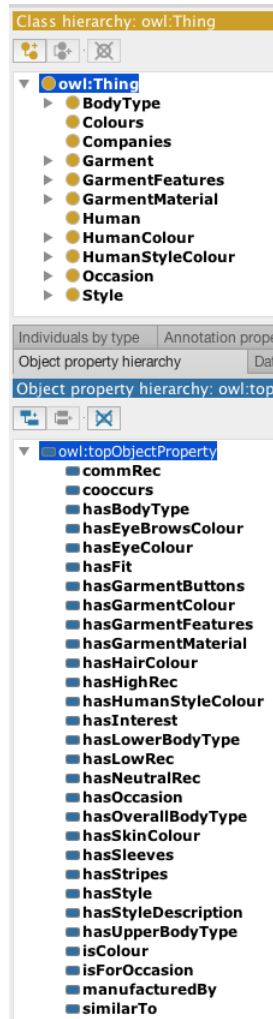 Class hierarchy: owl:Thing
owl:Thing
BodyType
Colours
Companies
Garment
GarmentFeatures
GarmentMaterial
Human
HumanColour
HumanStyleColour
Occasion
Style
Individuals by type Annotation prope
Object property hierarchy Da
Object property hierarchy: owl:top
owl:topObjectProperty
commRec
cooccurs
hasBodyType
hasEyeBrowsColour
hasEyeColour
hasFit
hasGarmentButtons
hasGarmentColour
hasGarmentFeatures
hasGarmentMaterial
hasHairColour
hasHighRec
hasHumanStyleColour
hasInterest
hasLowerBodyType
hasLowRec
hasNeutralRec
hasOccasion
hasOverallBodyType
hasSkinColour
hasSleeves
hasStripes
hasStyle
hasStyleDescription
hasUpperBodyType
isColour
isForOccasion
manufacturedBy
similarTo